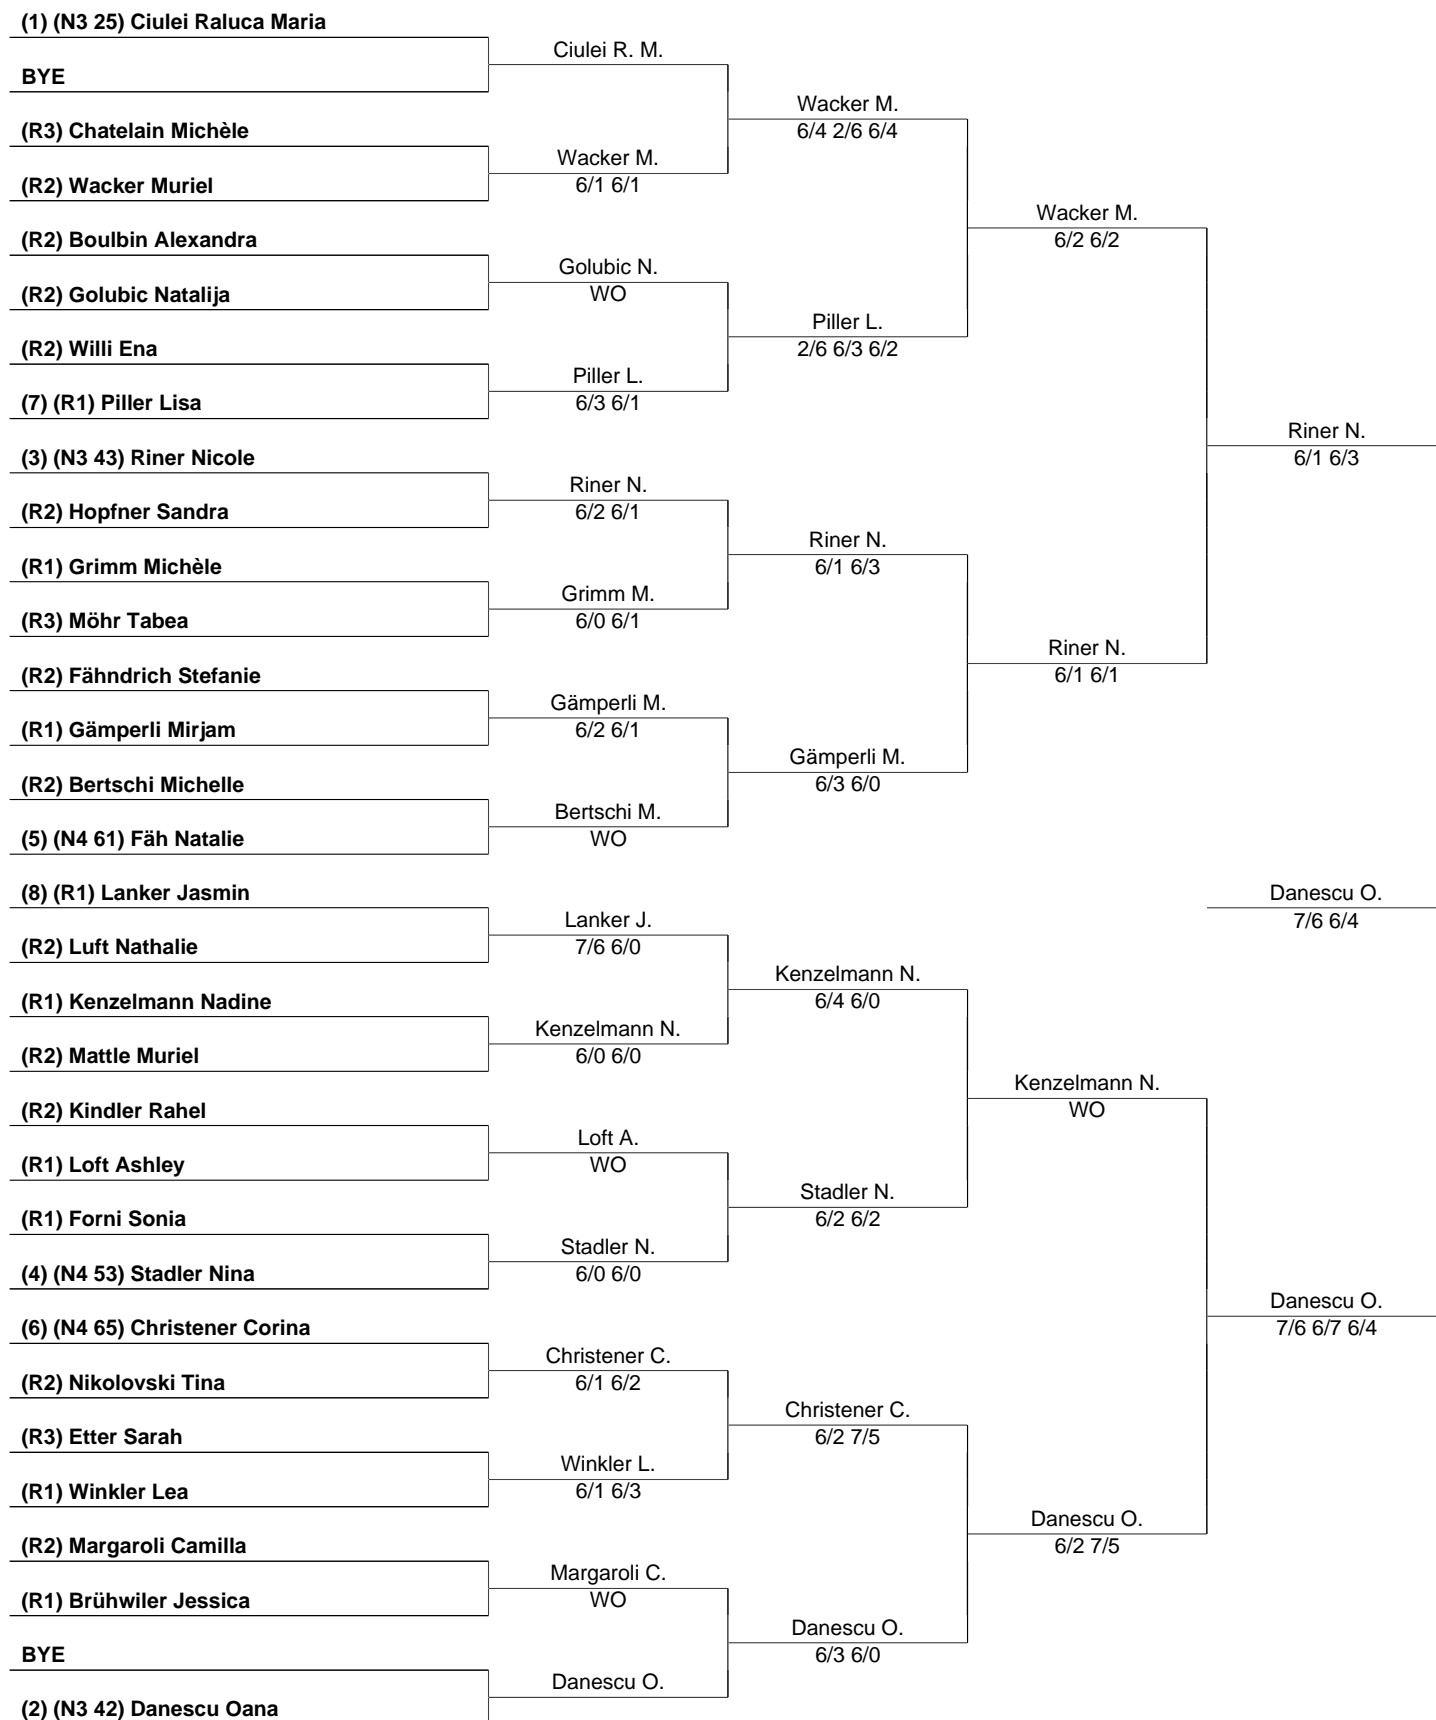 (1) (N3 25) Ciulei Raluca Maria
BYE
(R3) Chatelain Michèle
(R2) Wacker Muriel
(R2) Boulbin Alexandra
(R2) Golubic Natalija
(R2) Willi Ena
(7) (R1) Piller Lisa
(3) (N3 43) Riner Nicole
(R2) Hopfner Sandra
(R1) Grimm Michèle
(R3) Möhr Tabea
(R2) Fähndrich Stefanie
(R1) Gämperli Mirjam
(R2) Bertschi Michelle
(5) (N4 61) Fäh Natalie
(8) (R1) Lanker Jasmin
(R2) Luft Nathalie
(R1) Kenzelmann Nadine
(R2) Mattle Muriel
(R2) Kindler Rahel
(R1) Loft Ashley
(R1) Forni Sonia
(4) (N4 53) Stadler Nina
(6) (N4 65) Christener Corina
(R2) Nikolovski Tina
(R3) Etter Sarah
(R1) Winkler Lea
(R2) Margaroli Camilla
(R1) Brühwiler Jessica
BYE
(2) (N3 42) Danescu Oana
Ciulei R. M.
Wacker M.
6/1 6/1
Golubic N.
WO
Piller L.
6/3 6/1
Riner N.
6/2 6/1
Grimm M.
6/0 6/1
Gämperli M.
6/2 6/1
Bertschi M.
WO
Lanker J.
7/6 6/0
Kenzelmann N.
6/0 6/0
Loft A.
WO
Stadler N.
6/0 6/0
Christener C.
6/1 6/2
Winkler L.
6/1 6/3
Margaroli C.
WO
Danescu O.
Wacker M.
6/4 2/6 6/4
Piller L.
2/6 6/3 6/2
Riner N.
6/1 6/3
Gämperli M.
6/3 6/0
Kenzelmann N.
6/4 6/0
Stadler N.
6/2 6/2
Christener C.
6/2 7/5
Danescu O.
6/3 6/0
Wacker M.
6/2 6/2
Riner N.
6/1 6/1
Kenzelmann N.
WO
Danescu O.
6/2 7/5
Riner N.
6/1 6/3
Danescu O.
7/6 6/4
Danescu O.
7/6 6/7 6/4